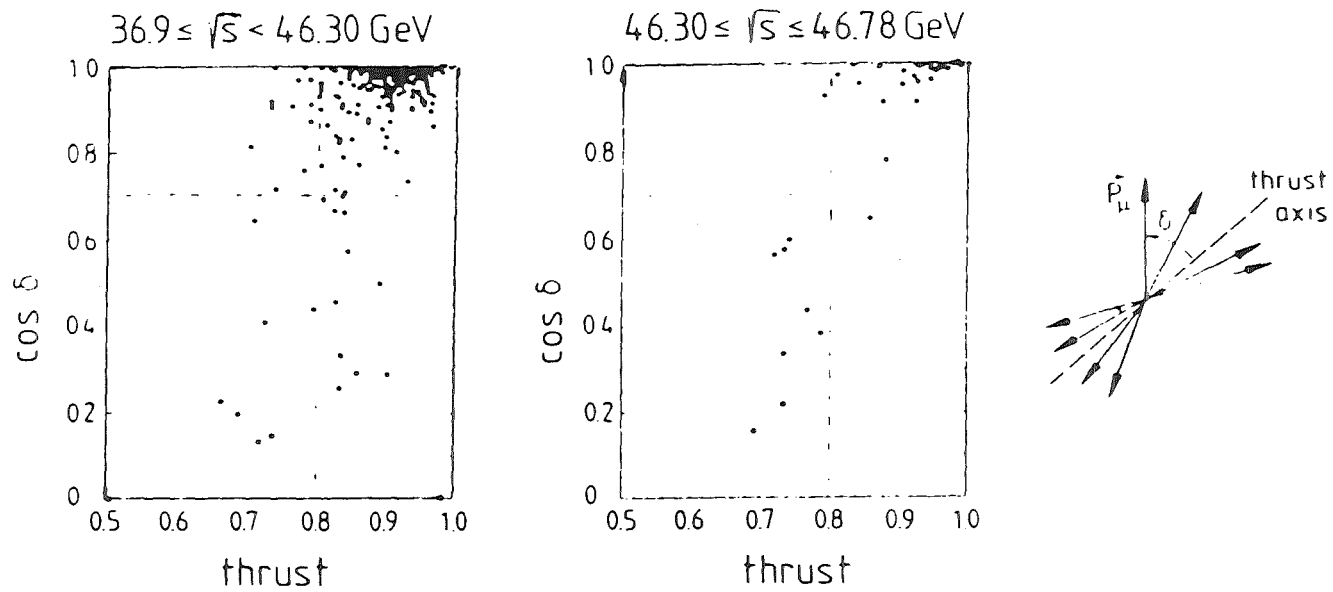 36.9 ≤ √s < 46.30 GeV
1.0
0.8
0.6
0.4
0.2
0
cos δ
0.5 0.6 0.7 0.8 0.9 1.0
thrust
46.30 ≤ √s ≤ 46.78 GeV
1.0
0.8
0.6
0.4
0.2
0
cos δ
0.5 0.6 0.7 0.8 0.9 1.0
thrust
P⃗μ
δ
thrust
axis